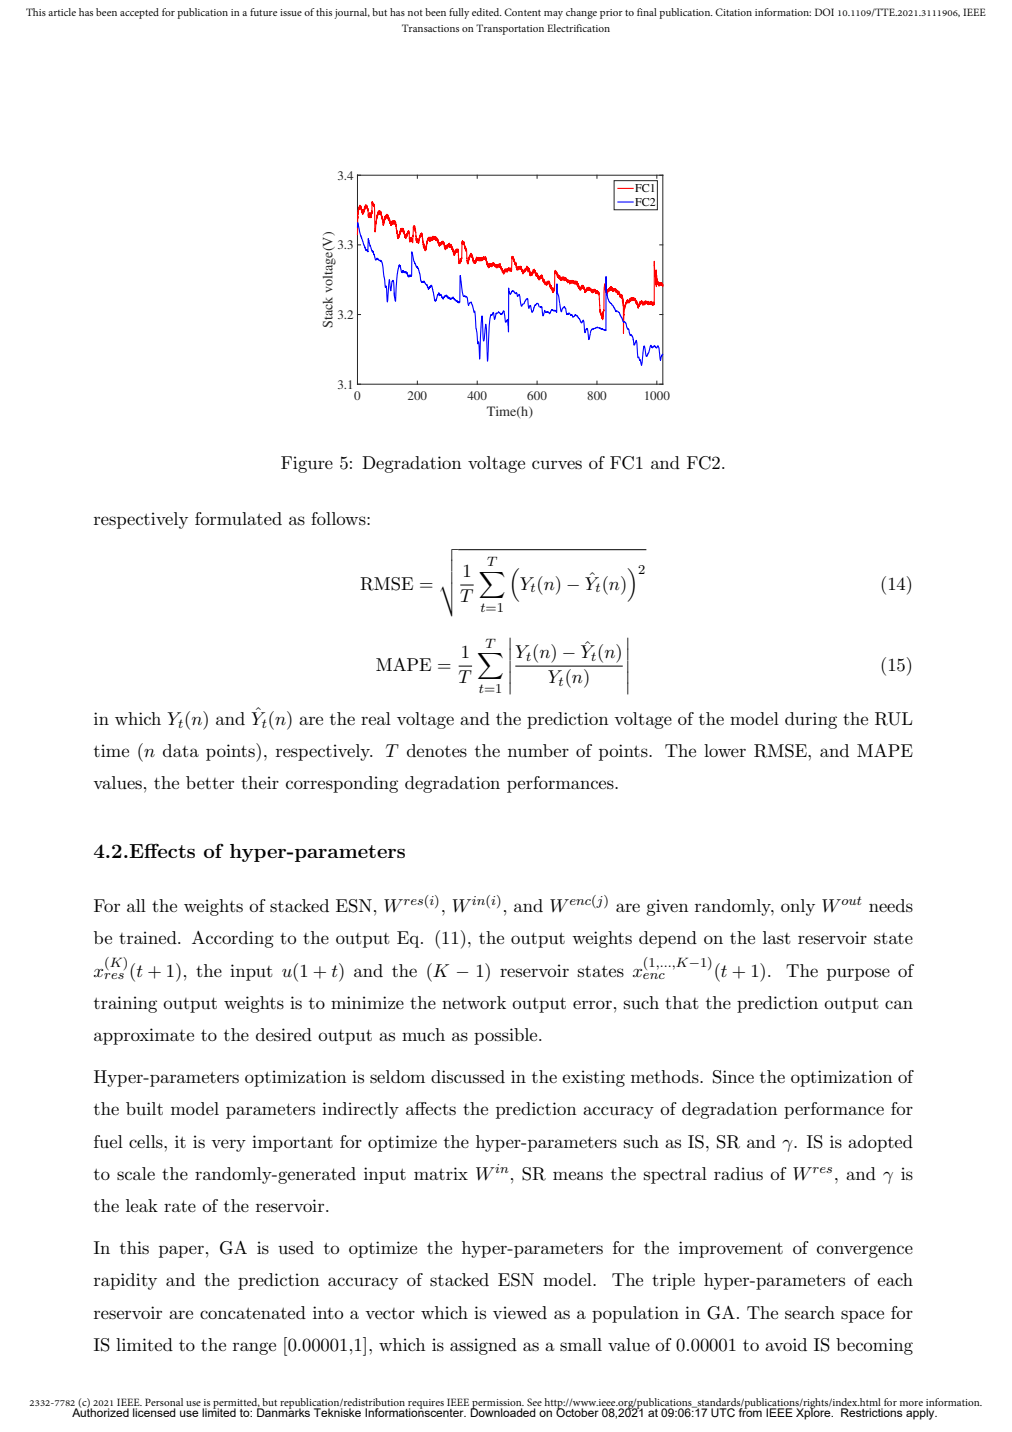 This article has been accepted for publication in a future issue of this journal, but has not been fully edited. Content may change prior to final publication. Citation information: DOI 10.1109/TTE.2021.3111906, IEEE
Transactions on Transportation Electrification
3.4
3.3
3.2
3.1
Stack voltage(V)
FC1
FC2
0 200 400 600 800 1000
Time(h)
Figure 5: Degradation voltage curves of FC1 and FC2.
respectively formulated as follows:
RMSE = √(1/T ∑_{t=1}^{T} (Y_t(n) − Ŷ_t(n))²) (14)
MAPE = 1/T ∑_{t=1}^{T} |(Y_t(n) − Ŷ_t(n))/Y_t(n)| (15)
in which Y_t(n) and Ŷ_t(n) are the real voltage and the prediction voltage of the model during the RUL
time (n data points), respectively. T denotes the number of points. The lower RMSE, and MAPE
values, the better their corresponding degradation performances.
4.2.Effects of hyper-parameters
For all the weights of stacked ESN, W^{res(i)}, W^{in(i)}, and W^{enc(j)} are given randomly, only W^{out} needs
be trained. According to the output Eq. (11), the output weights depend on the last reservoir state
x_{res}^{(K)}(t + 1), the input u(1 + t) and the (K − 1) reservoir states x_{enc}^{(1,...,K−1)}(t + 1). The purpose of
training output weights is to minimize the network output error, such that the prediction output can
approximate to the desired output as much as possible.
Hyper-parameters optimization is seldom discussed in the existing methods. Since the optimization of
the built model parameters indirectly affects the prediction accuracy of degradation performance for
fuel cells, it is very important for optimize the hyper-parameters such as IS, SR and γ. IS is adopted
to scale the randomly-generated input matrix W^{in}, SR means the spectral radius of W^{res}, and γ is
the leak rate of the reservoir.
In this paper, GA is used to optimize the hyper-parameters for the improvement of convergence
rapidity and the prediction accuracy of stacked ESN model. The triple hyper-parameters of each
reservoir are concatenated into a vector which is viewed as a population in GA. The search space for
IS limited to the range [0.00001,1], which is assigned as a small value of 0.00001 to avoid IS becoming
2332-7782 (c) 2021 IEEE. Personal use is permitted, but republication/redistribution requires IEEE permission. See http://www.ieee.org/publications_standards/publications/rights/index.html for more information.
Authorized licensed use limited to: Danmarks Tekniske Informationscenter. Downloaded on October 08,2021 at 09:06:17 UTC from IEEE Xplore. Restrictions apply.